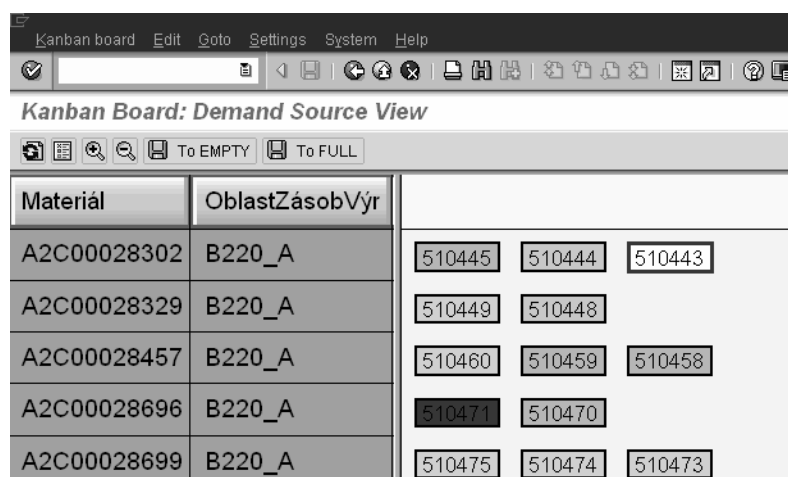 Kanban board Edit Goto Settings System Help
Kanban Board: Demand Source View
To EMPTY To FULL
Materiál OblastZásobVýr
A2C00028302 B220_A 510445 510444 510443
A2C00028329 B220_A 510449 510448
A2C00028457 B220_A 510460 510459 510458
A2C00028696 B220_A 510471 510470
A2C00028699 B220_A 510475 510474 510473